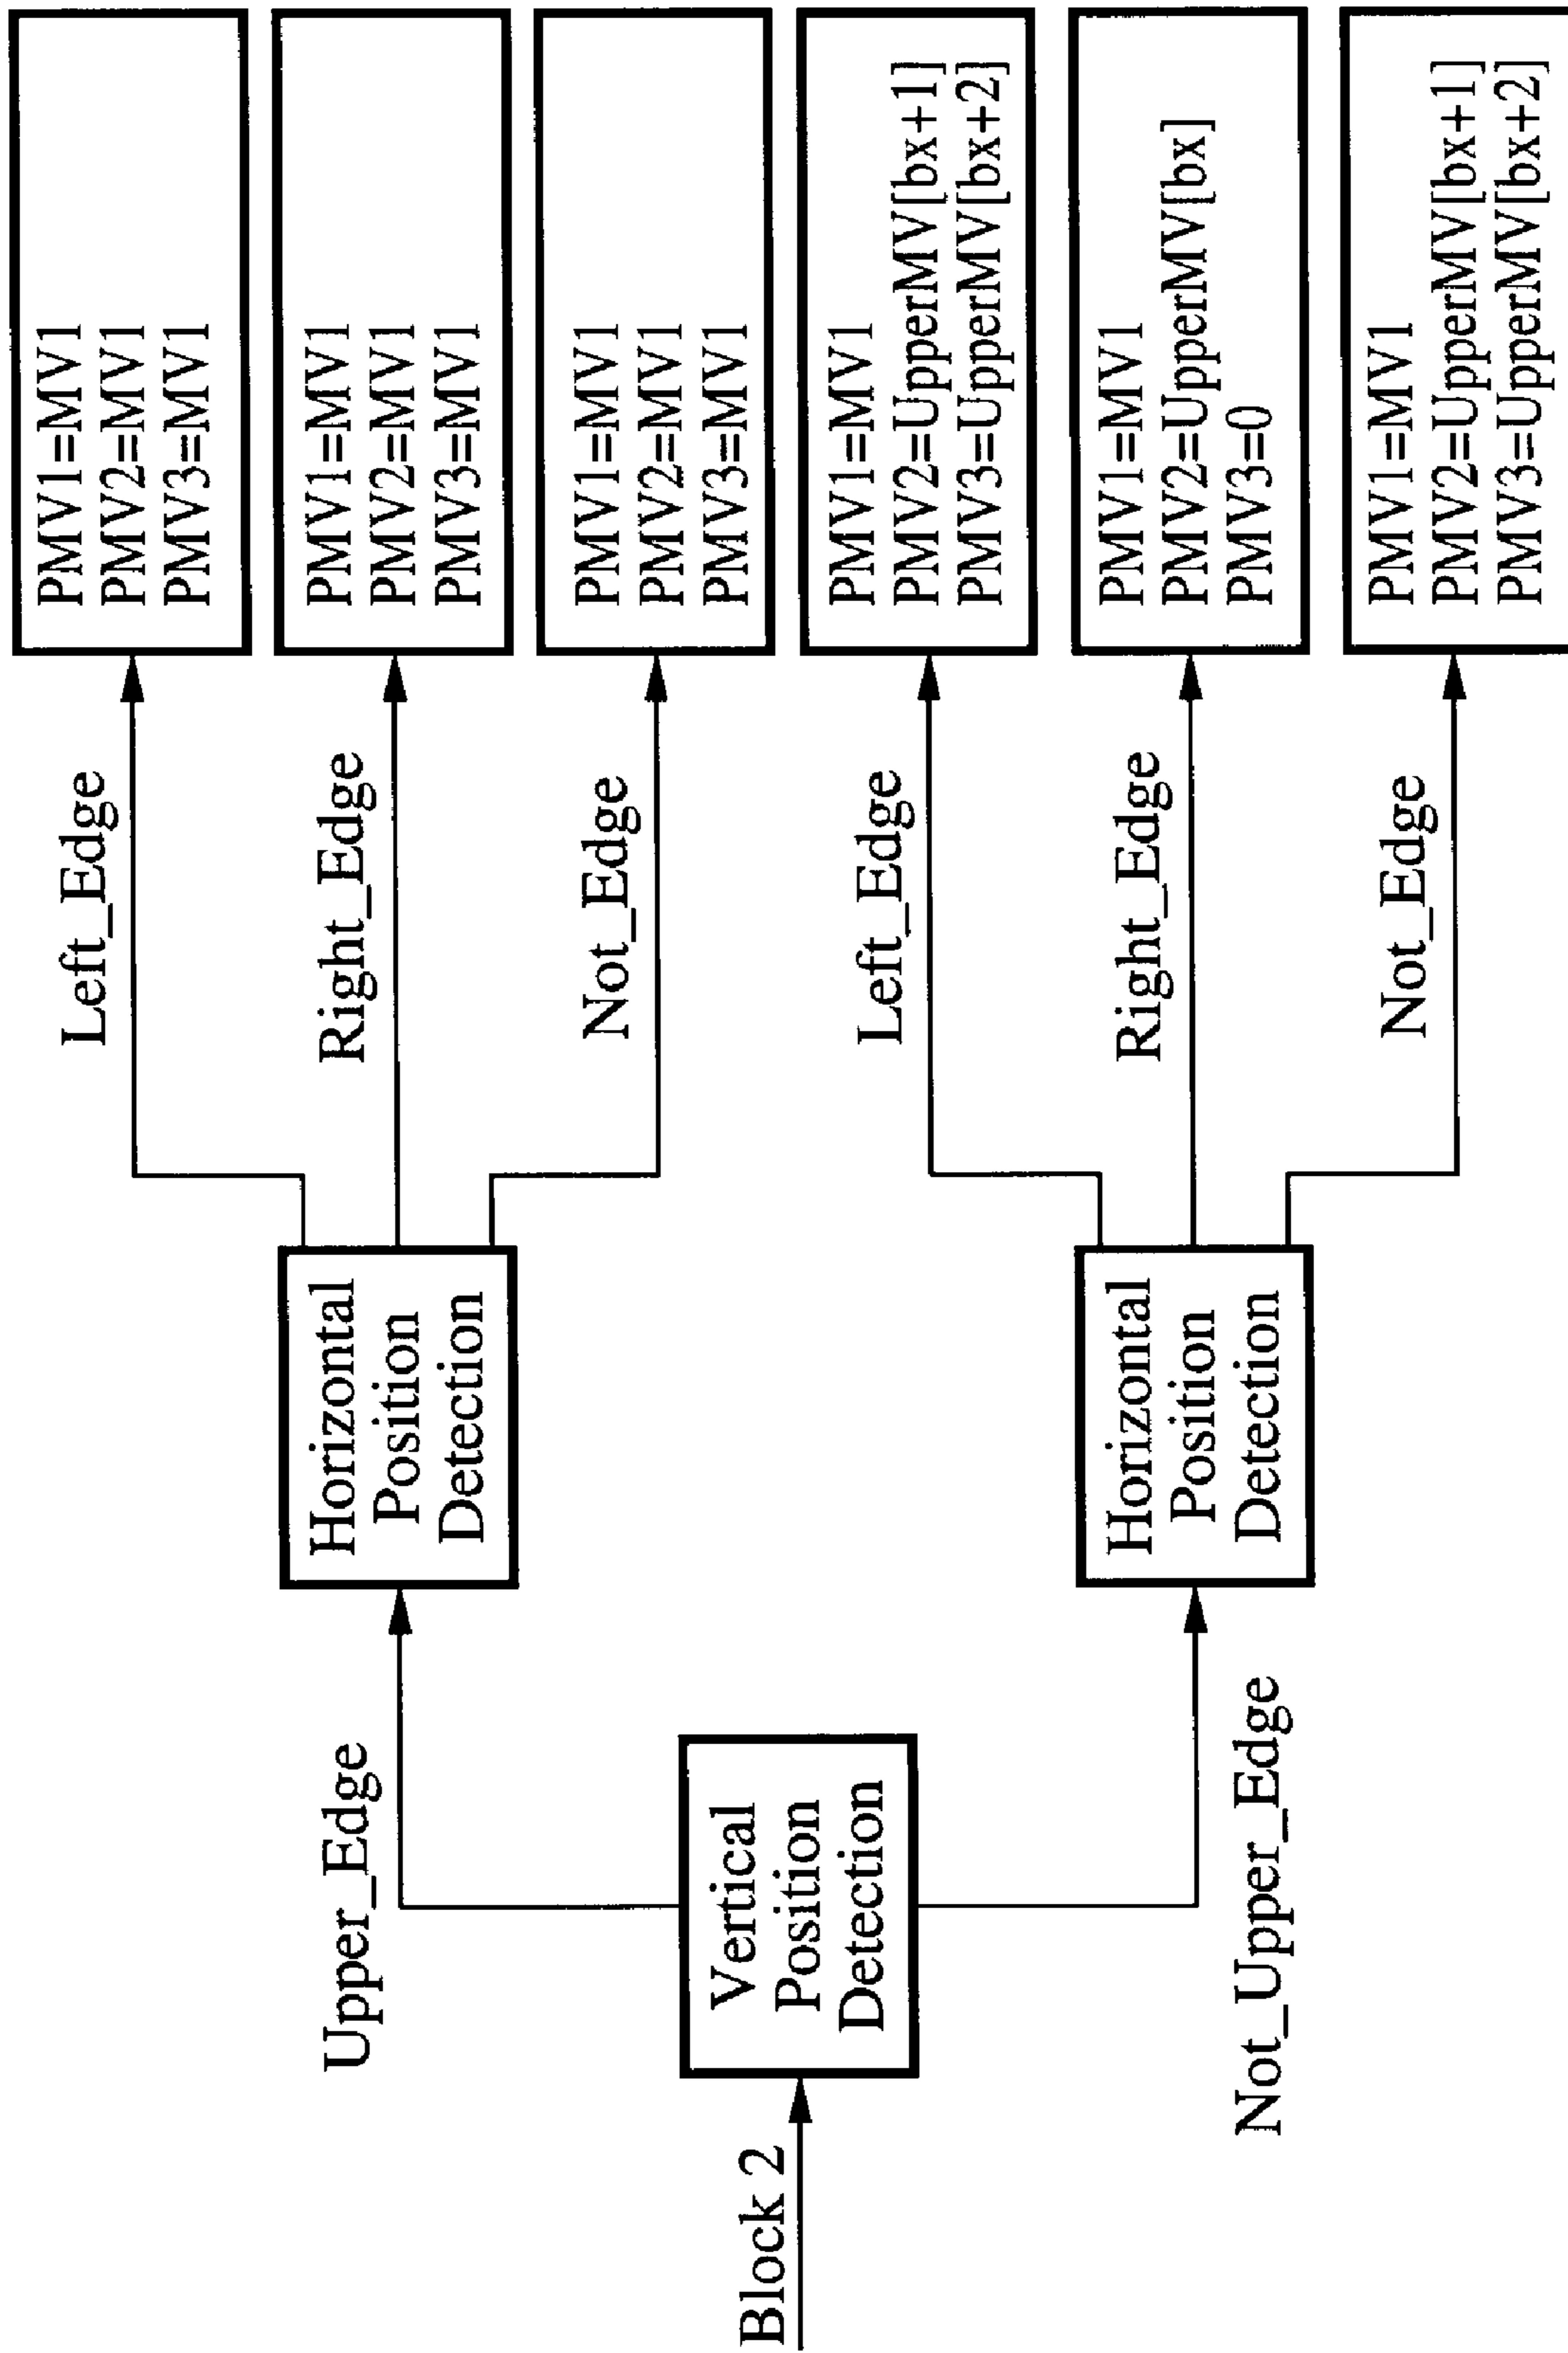 Block 2
Vertical
Position
Detection
Upper_Edge
Not_Upper_Edge
Horizontal
Position
Detection
Left_Edge
Right_Edge
Not_Edge
PMV1=MV1
PMV2=MV1
PMV3=MV1
PMV1=MV1
PMV2=MV1
PMV3=MV1
PMV1=MV1
PMV2=MV1
PMV3=MV1
Horizontal
Position
Detection
Left_Edge
Right_Edge
Not_Edge
PMV1=MV1
PMV2=UpperMV[bx+1]
PMV3=UpperMV[bx+2]
PMV1=MV1
PMV2=UpperMV[bx]
PMV3=0
PMV1=MV1
PMV2=UpperMV[bx+1]
PMV3=UpperMV[bx+2]